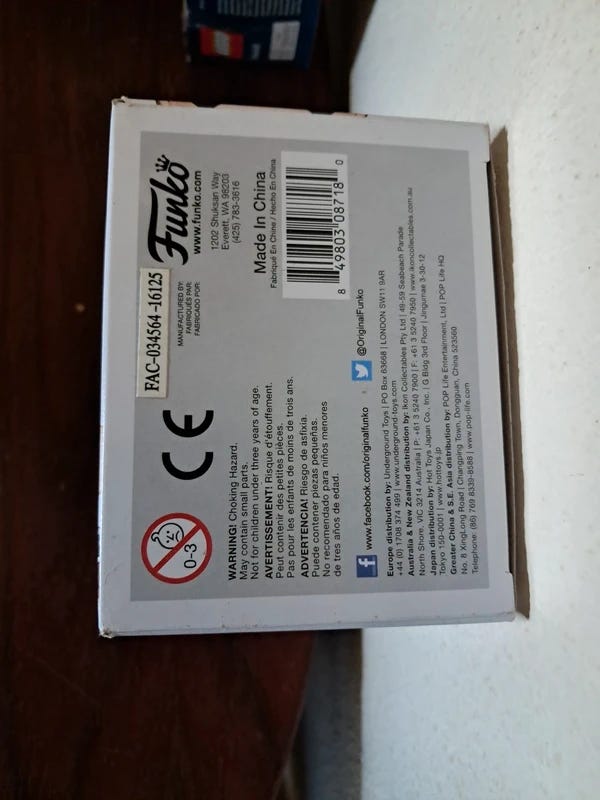 FAC-034564-16125
MANUFACTURED BY:
FABRIQUÉS PAR:
FABRICADO POR:
Funko
www.funko.com
1202 Shuksan Way
Everett, WA 98203
(425) 783-3616
Made In China
Fabriqué En Chine / Hecho En China
8 49803 08718 0
CE
0-3
WARNING! Choking Hazard.
May contain small parts.
Not for children under three years of age.
AVERTISSEMENT! Risque d'étouffement.
Peut contenir des petites pièces.
Pas pour les enfants de moins de trois ans.
ADVERTENCIA! Riesgo de asfixia.
Puede contener piezas pequeñas.
No recomendado para niños menores
de tres años de edad.
www.facebook.com/originalfunko
@OriginalFunko
Europe distribution by: Underground Toys | PO Box 63668 | LONDON SW11 9AR
+44 (0) 1708 374 499 | www.underground-toys.com
Australia & New Zealand distribution by: Ikon Collectables Pty Ltd | 49-59 Seabeach Parade
North Shore, VIC 3214 Australia | P: +61 3 5240 7900 | F: +61 3 5240 7950 | www.ikoncollectables.com.au
Japan distribution by: Hot Toys Japan Co., Inc. | G Bldg 3rd Floor | Jingumae 3-30-12
Tokyo 150-0001 | www.hottoys.jp
Greater China & S.E. Asia distribution by: POP Life Entertainment, Ltd | POP Life HQ
No. 8 XingLong Road | Changping Town, Dongguan, China 523560
Telephone: (86) 769 8339-8588 | www.pop-life.com